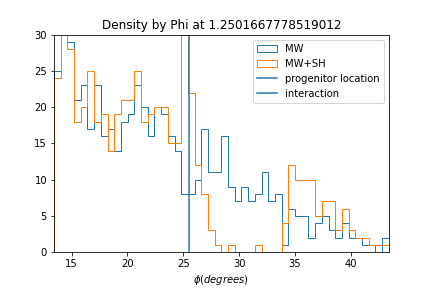 Density by Phi at 1.2501667778519012
30
25
20
15
10
5
0
MW
MW+SH
progenitor location
interaction
15 20 25 30 35 40
ϕ(degrees)